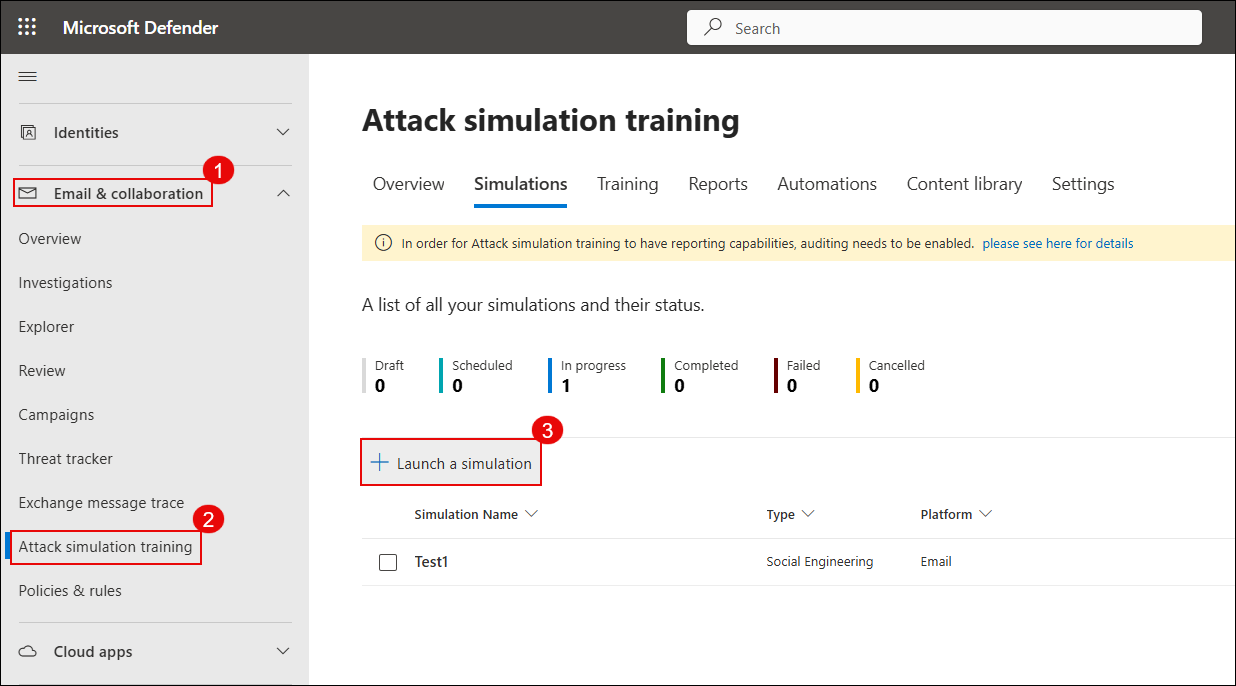 Microsoft Defender
Search
Identities
1
Email & collaboration
Overview
Investigations
Explorer
Review
Campaigns
Threat tracker
Exchange message trace
2
Attack simulation training
Policies & rules
Cloud apps
Attack simulation training
Overview Simulations Training Reports Automations Content library Settings
In order for Attack simulation training to have reporting capabilities, auditing needs to be enabled. please see here for details
A list of all your simulations and their status.
Draft Scheduled In progress Completed Failed Cancelled
0 0 1 0 0 0
3
Launch a simulation
Simulation Name Type Platform
Test1 Social Engineering Email